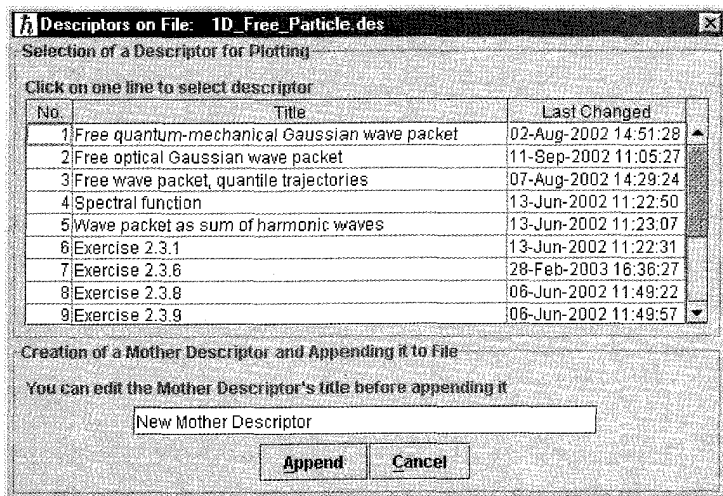 ℏ Descriptors on File: 1D_Free_Particle.des
Selection of a Descriptor for Plotting
Click on one line to select descriptor
No. Title Last Changed
1 Free quantum-mechanical Gaussian wave packet 02-Aug-2002 14:51:28
2 Free optical Gaussian wave packet 11-Sep-2002 11:05:27
3 Free wave packet, quantile trajectories 07-Aug-2002 14:29:24
4 Spectral function 13-Jun-2002 11:22:50
5 Wave packet as sum of harmonic waves 13-Jun-2002 11:23:07
6 Exercise 2.3.1 13-Jun-2002 11:22:31
7 Exercise 2.3.6 28-Feb-2003 16:36:27
8 Exercise 2.3.8 06-Jun-2002 11:49:22
9 Exercise 2.3.9 06-Jun-2002 11:49:57
Creation of a Mother Descriptor and Appending it to File
You can edit the Mother Descriptor's title before appending it
New Mother Descriptor
Append Cancel